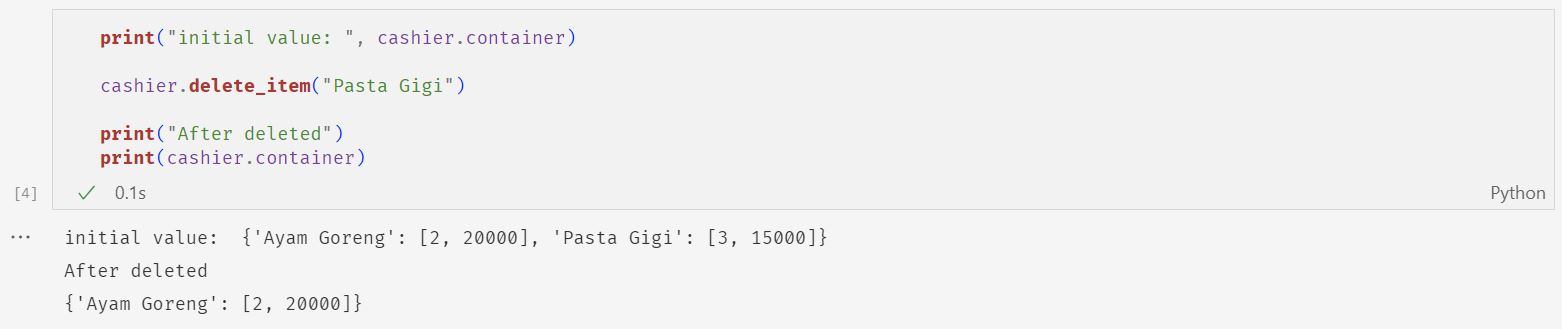 print("initial value: ", cashier.container)
cashier.delete_item("Pasta Gigi")
print("After deleted")
print(cashier.container)
[4] ✓ 0.1s Python
... initial value:  {'Ayam Goreng': [2, 20000], 'Pasta Gigi': [3, 15000]}
After deleted
{'Ayam Goreng': [2, 20000]}